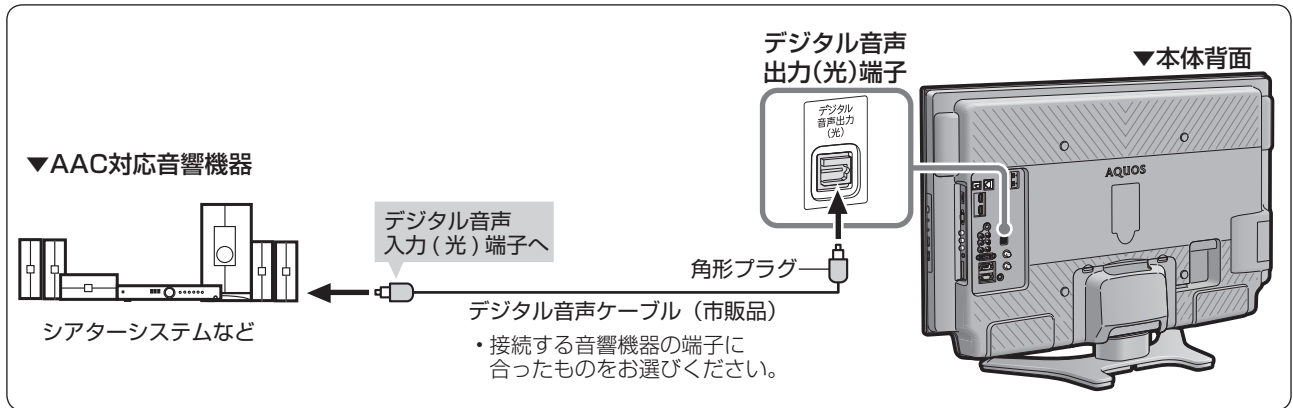 デジタル音声
出力(光)端子
▼本体背面
デジタル
音声出力
(光)
AQUOS
▼AAC対応音響機器
デジタル音声
入力(光)端子へ
角形プラグ
デジタル音声ケーブル(市販品)
シアターシステムなど
・接続する音響機器の端子に
合ったものをお選びください。